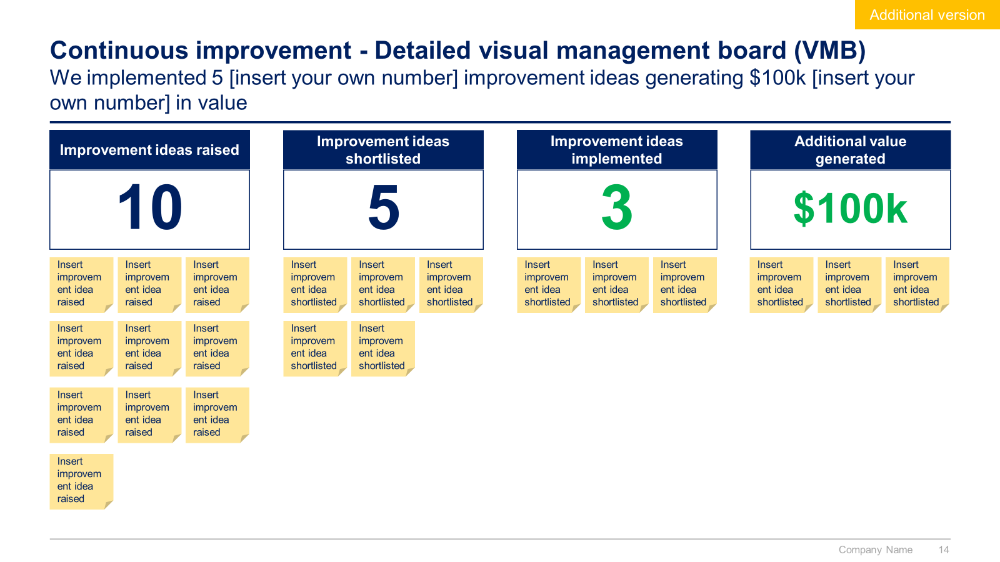 Additional version
Continuous improvement - Detailed visual management board (VMB)
We implemented 5 [insert your own number] improvement ideas generating $100k [insert your
own number] in value
Improvement ideas raised
10
Insert
improvem
ent idea
raised
Insert
improvem
ent idea
raised
Insert
improvem
ent idea
raised
Insert
improvem
ent idea
raised
Insert
improvem
ent idea
raised
Insert
improvem
ent idea
raised
Insert
improvem
ent idea
raised
Insert
improvem
ent idea
raised
Insert
improvem
ent idea
raised
Insert
improvem
ent idea
raised
Improvement ideas
shortlisted
5
Insert
improvem
ent idea
shortlisted
Insert
improvem
ent idea
shortlisted
Insert
improvem
ent idea
shortlisted
Insert
improvem
ent idea
shortlisted
Insert
improvem
ent idea
shortlisted
Improvement ideas
implemented
3
Insert
improvem
ent idea
shortlisted
Insert
improvem
ent idea
shortlisted
Insert
improvem
ent idea
shortlisted
Additional value
generated
$100k
Insert
improvem
ent idea
shortlisted
Insert
improvem
ent idea
shortlisted
Insert
improvem
ent idea
shortlisted
Company Name
14